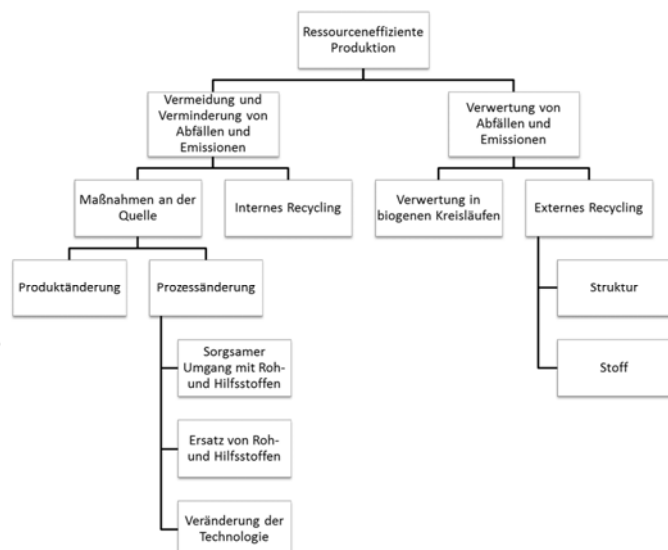 Ressourceneffiziente
Produktion
Vermeidung und
Verminderung von
Abfällen und
Emissionen
Verwertung von
Abfällen und
Emissionen
Maßnahmen an der
Quelle
Internes Recycling
Verwertung in
biogenen Kreisläufen
Externes Recycling
Produktänderung
Prozessänderung
Struktur
Sorgsamer
Umgang mit Roh-
und Hilfsstoffen
Stoff
Ersatz von Roh-
und Hilfsstoffen
Veränderung der
Technologie